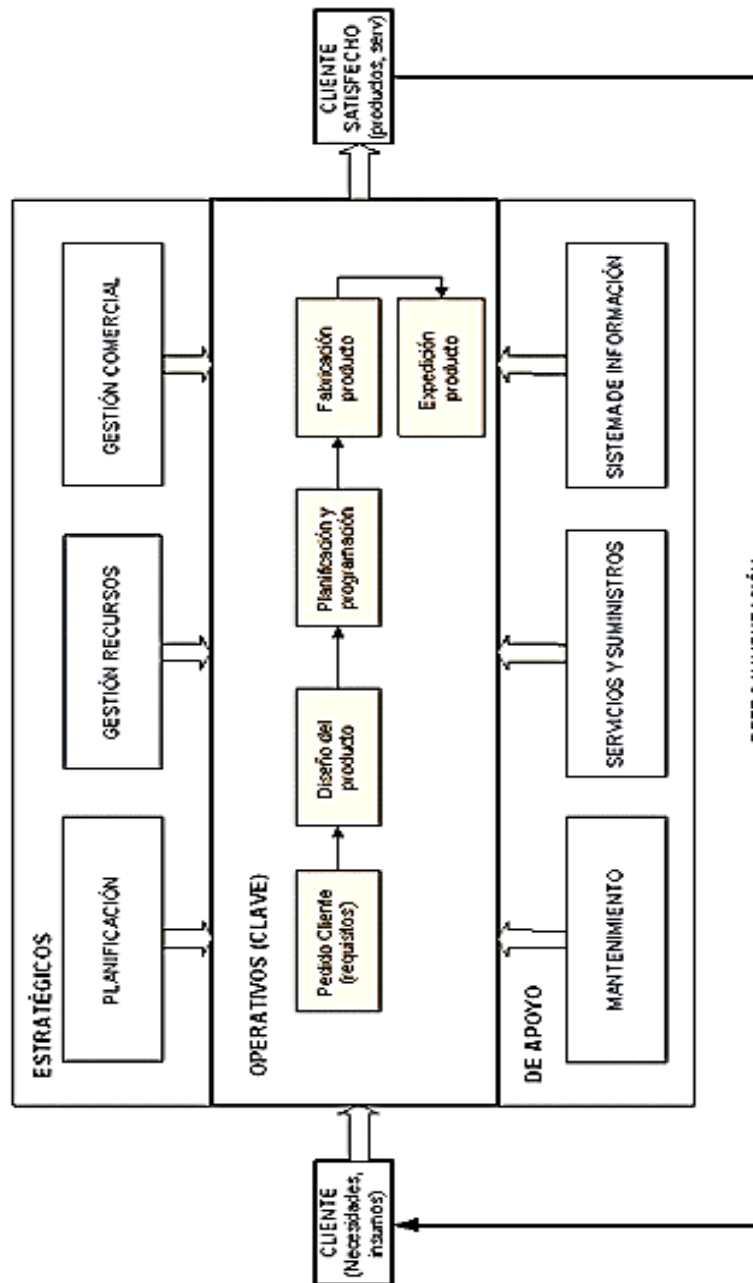 ESTRATÉGICOS
PLANIFICACIÓN
GESTIÓN RECURSOS
GESTIÓN COMERCIAL
CLIENTE
(Necesidades,
insumos)
OPERATIVOS (CLAVE)
Pedido Cliente
(requisitos)
Diseño del
producto
Planificación y
programación
Fabricación
producto
Expedición
producto
CLIENTE
SATISFECHO
(productos, serv)
DE APOYO
MANTENIMIENTO
SERVICIOS Y SUMINISTROS
SISTEMA DE INFORMACIÓN